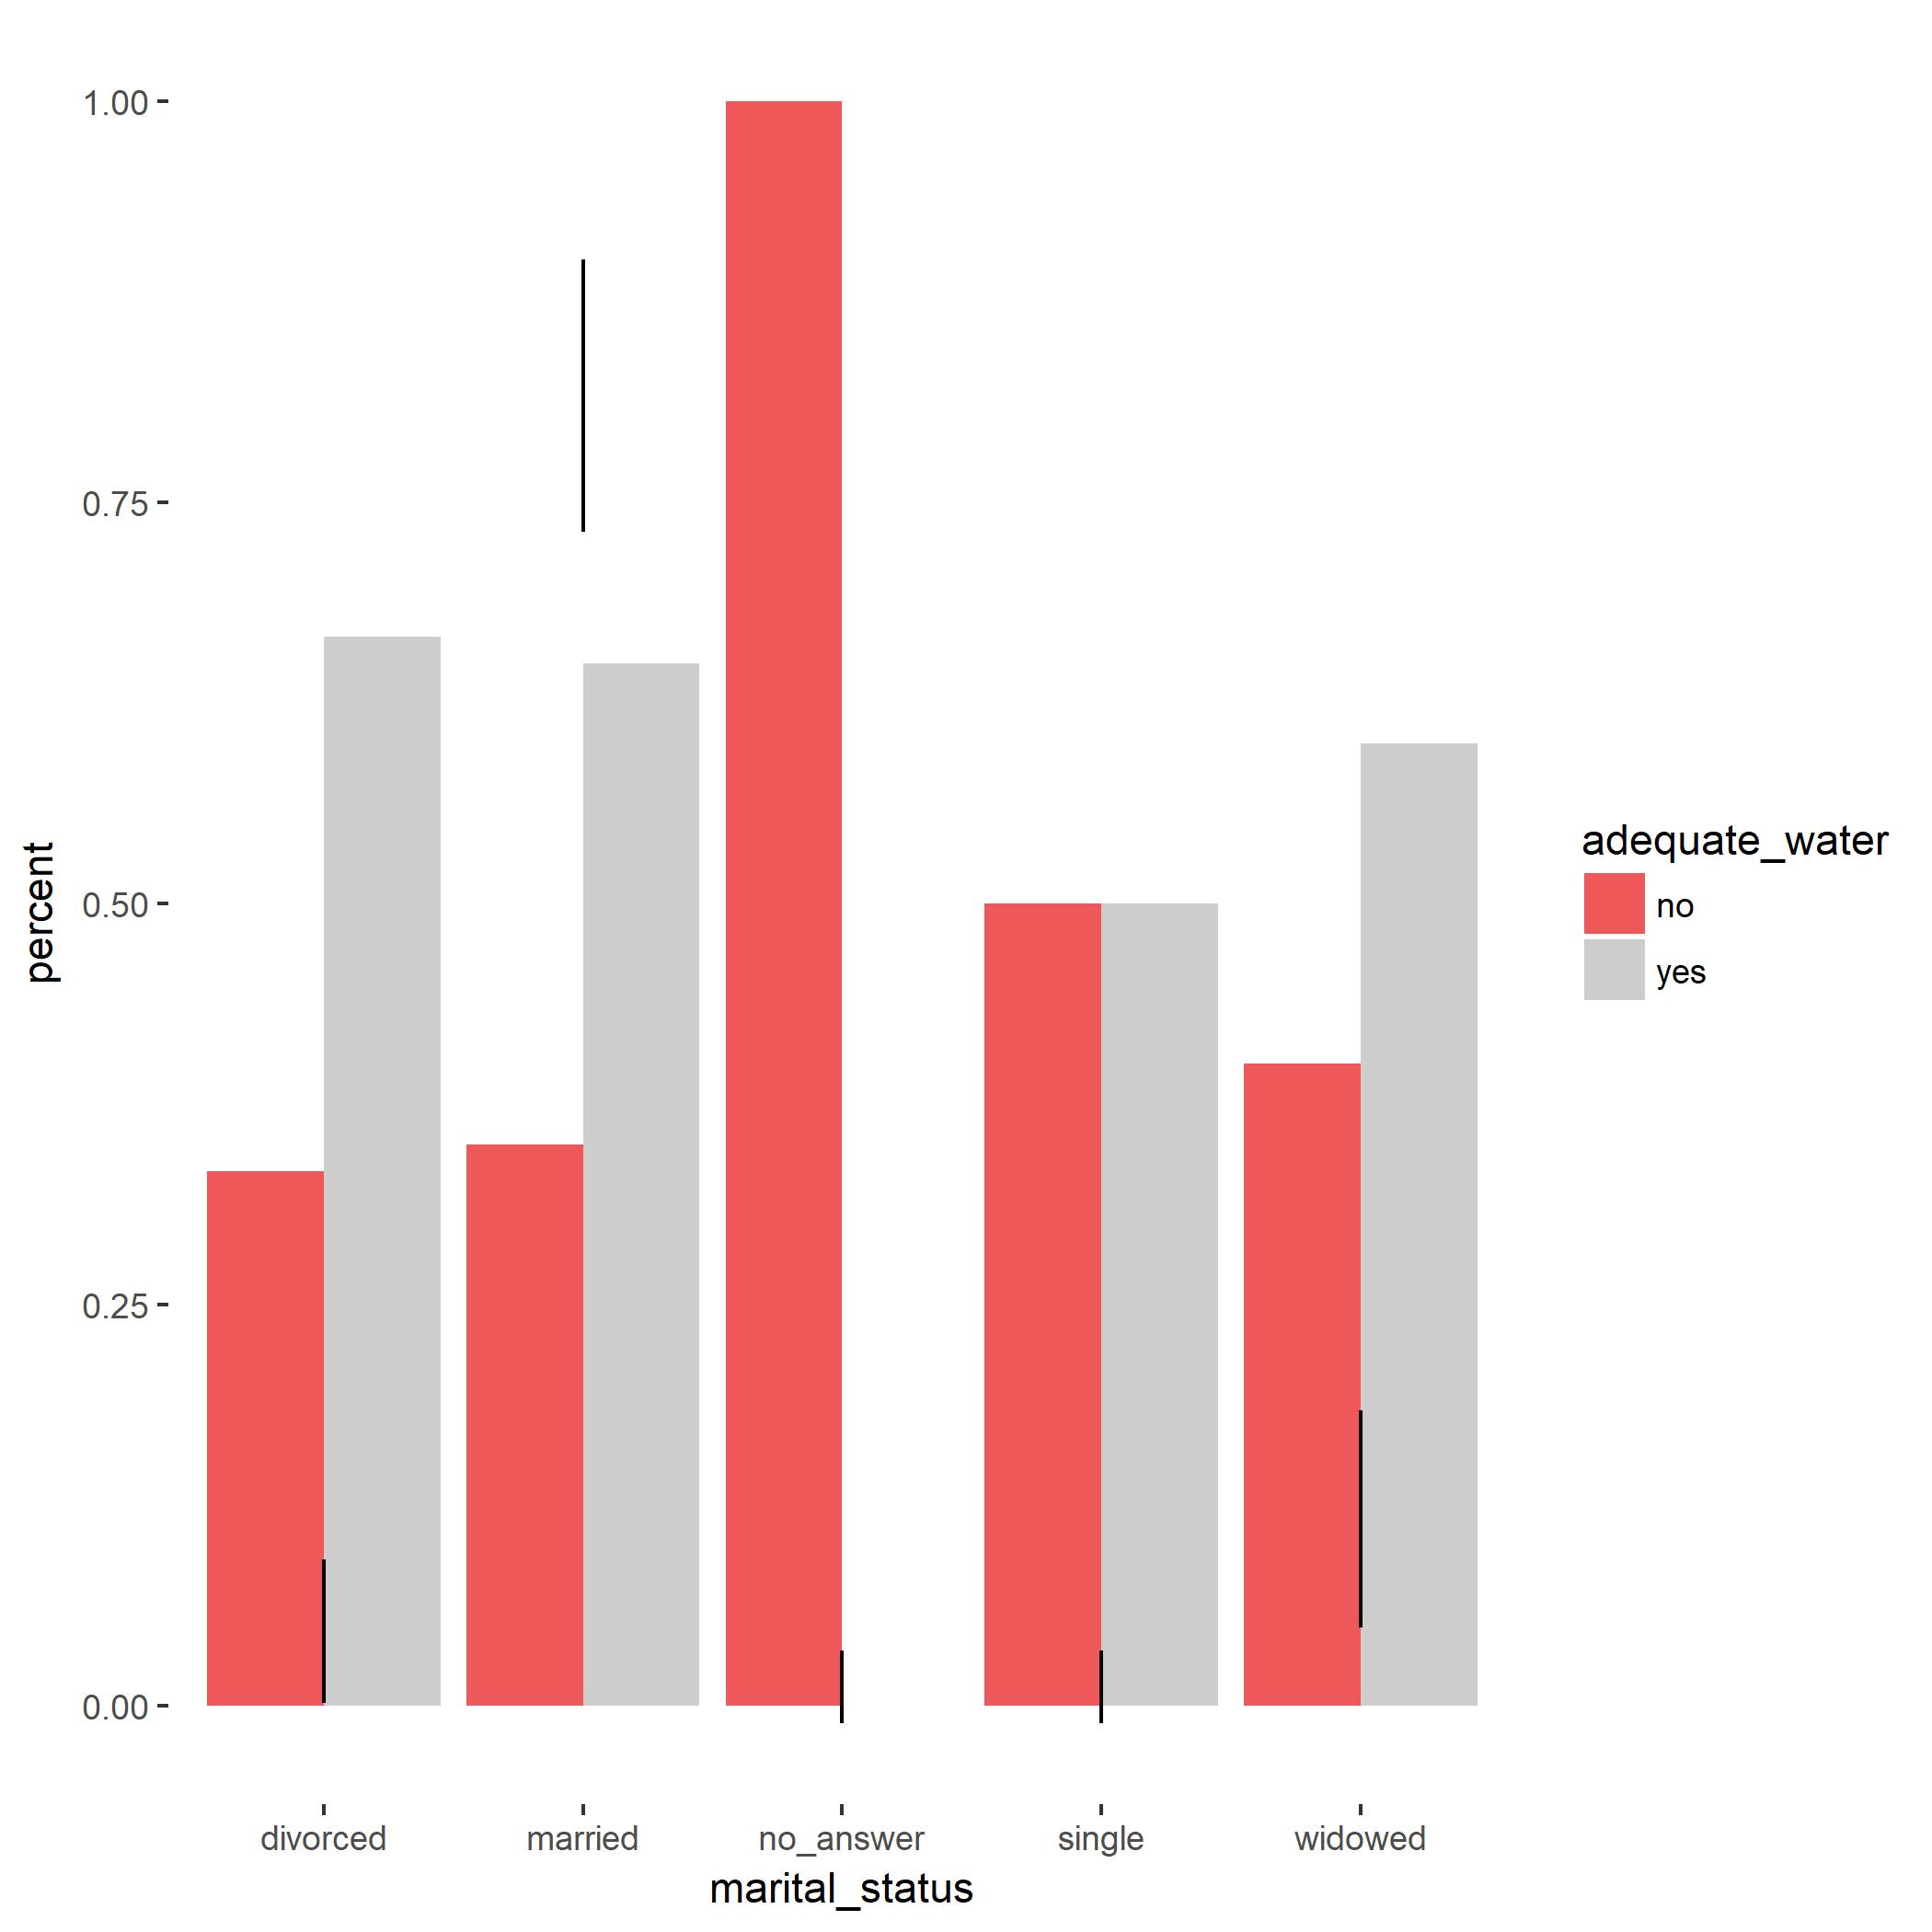 1.00
0.75
0.50
0.25
0.00
percent
divorced married no_answer single widowed
marital_status
adequate_water
no
yes